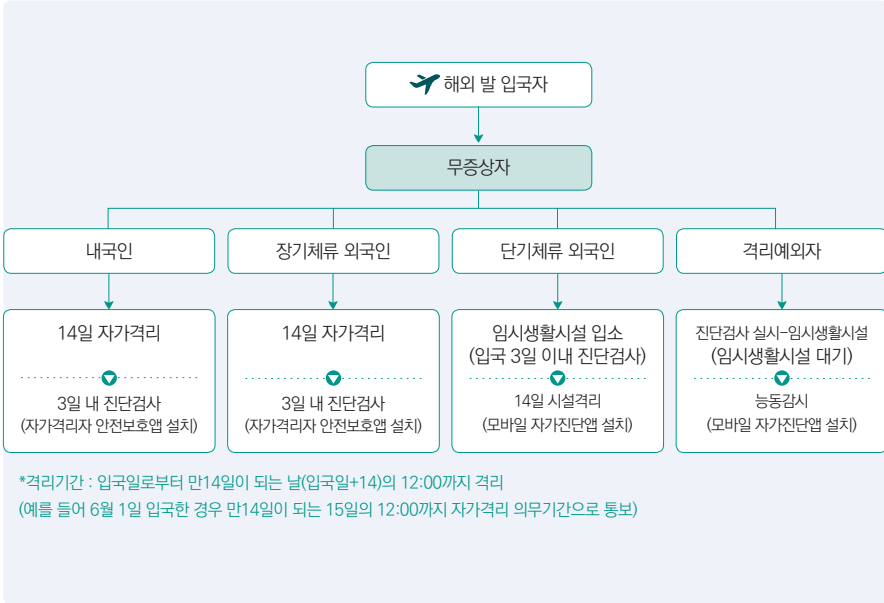 해외 발 입국자
무증상자
내국인
장기체류 외국인
단기체류 외국인
격리예외자
14일 자가격리
3일 내 진단검사
(자가격리자 안전보호앱 설치)
14일 자가격리
3일 내 진단검사
(자가격리자 안전보호앱 설치)
임시생활시설 입소
(입국 3일 이내 진단검사)
14일 시설격리
(모바일 자가진단앱 설치)
진단검사 실시-임시생활시설
(임시생활시설 대기)
능동감시
(모바일 자가진단앱 설치)
*격리기간 : 입국일로부터 만14일이 되는 날(입국일+14)의 12:00까지 격리
(예를 들어 6월 1일 입국한 경우 만14일이 되는 15일의 12:00까지 자가격리 의무기간으로 통보)